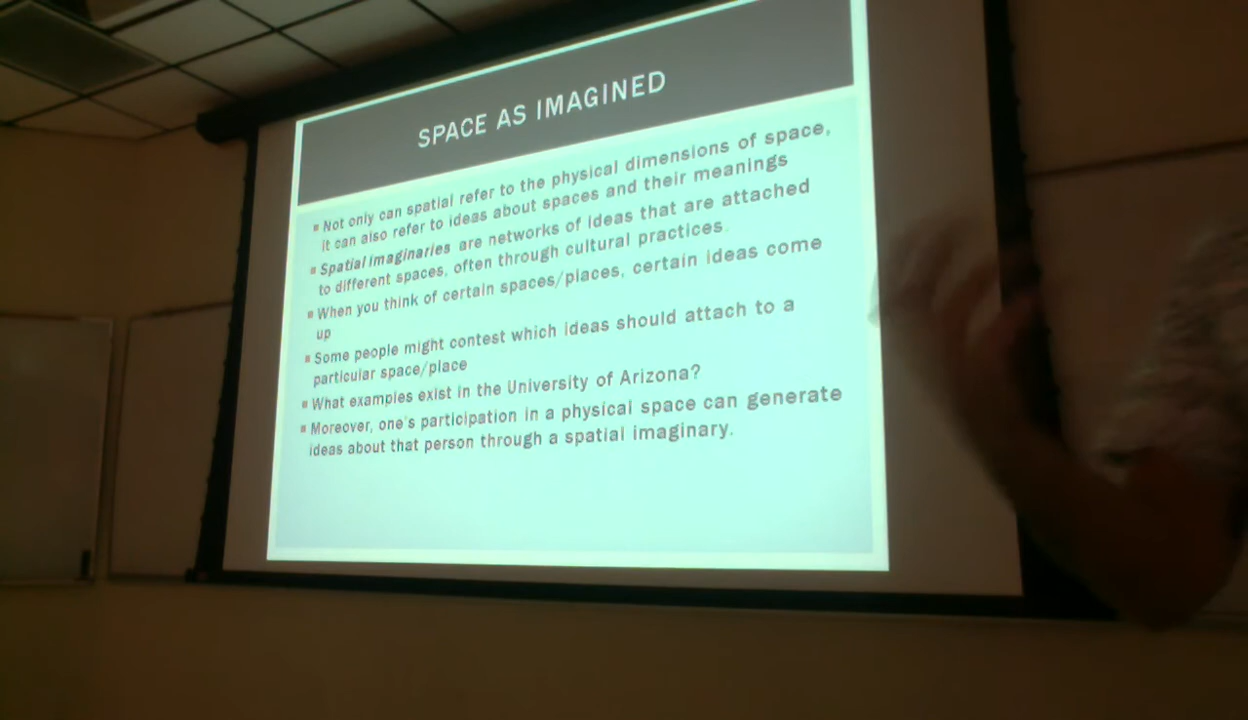 SPACE AS IMAGINED
Not only can spatial refer to the physical dimensions of space,
it can also refer to ideas about spaces and their meanings
Spatial imaginaries are networks of ideas that are attached
to different spaces, often through cultural practices.
When you think of certain spaces/places, certain ideas come
up
Some people might contest which ideas should attach to a
particular space/place
What examples exist in the University of Arizona?
Moreover, one's participation in a physical space can generate
ideas about that person through a spatial imaginary.